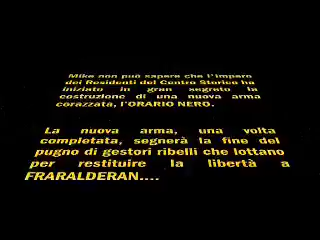 Mike non può sapere che l'impero
dei Residenti del Centro Storico ha
iniziato in gran segreto la
costruzione di una nuova arma
corazzata, l'ORARIO NERO.
La nuova arma, una volta
completata, segnerà la fine del
pugno di gestori ribelli che lottano
per restituire la libertà a
FRARALDERAN....